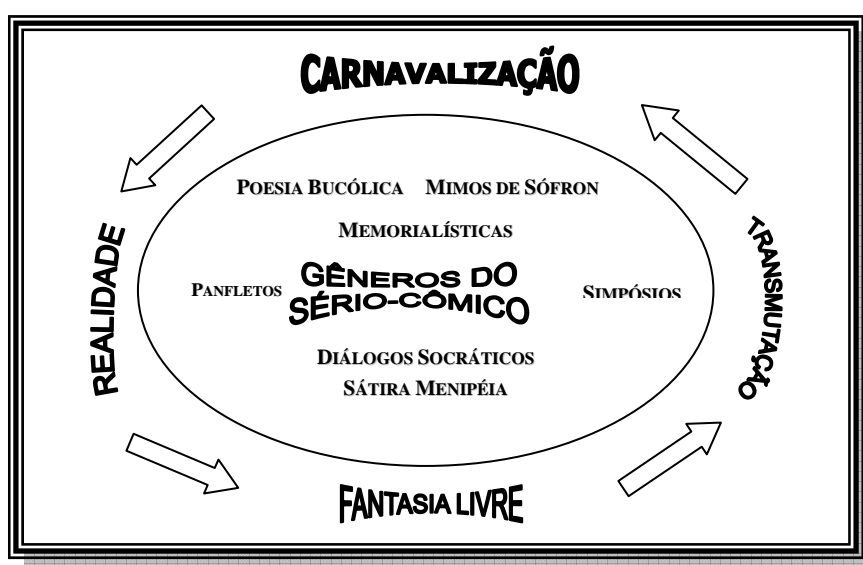 CARNAVALIZAÇÃO
POESIA BUCÓLICA MIMOS DE SÓFRON
MEMORIALÍSTICAS
REALIDADE
TRANSMUTAÇÃO
PANFLETOS
GÊNEROS DO
SÉRIO-CÔMICO
SIMPÓSIOS
DIÁLOGOS SOCRÁTICOS
SÁTIRA MENIPÉIA
FANTASIA LIVRE